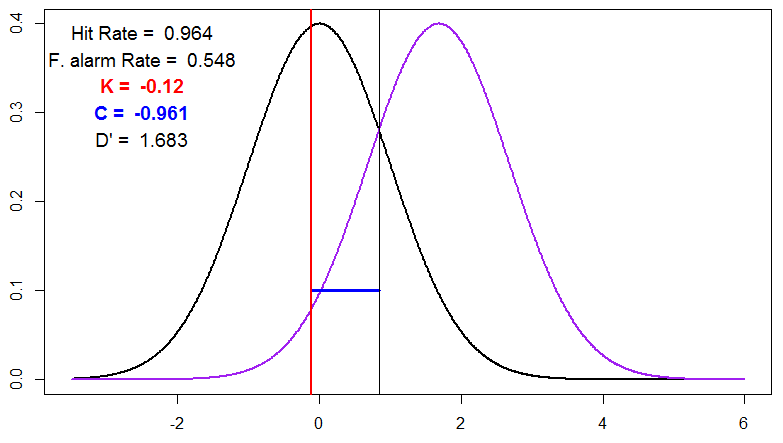 Hit Rate = 0.964
F. alarm Rate = 0.548
K = -0.12
C = -0.961
D' = 1.683
0.4
0.3
0.2
0.1
0.0
-2 0 2 4 6